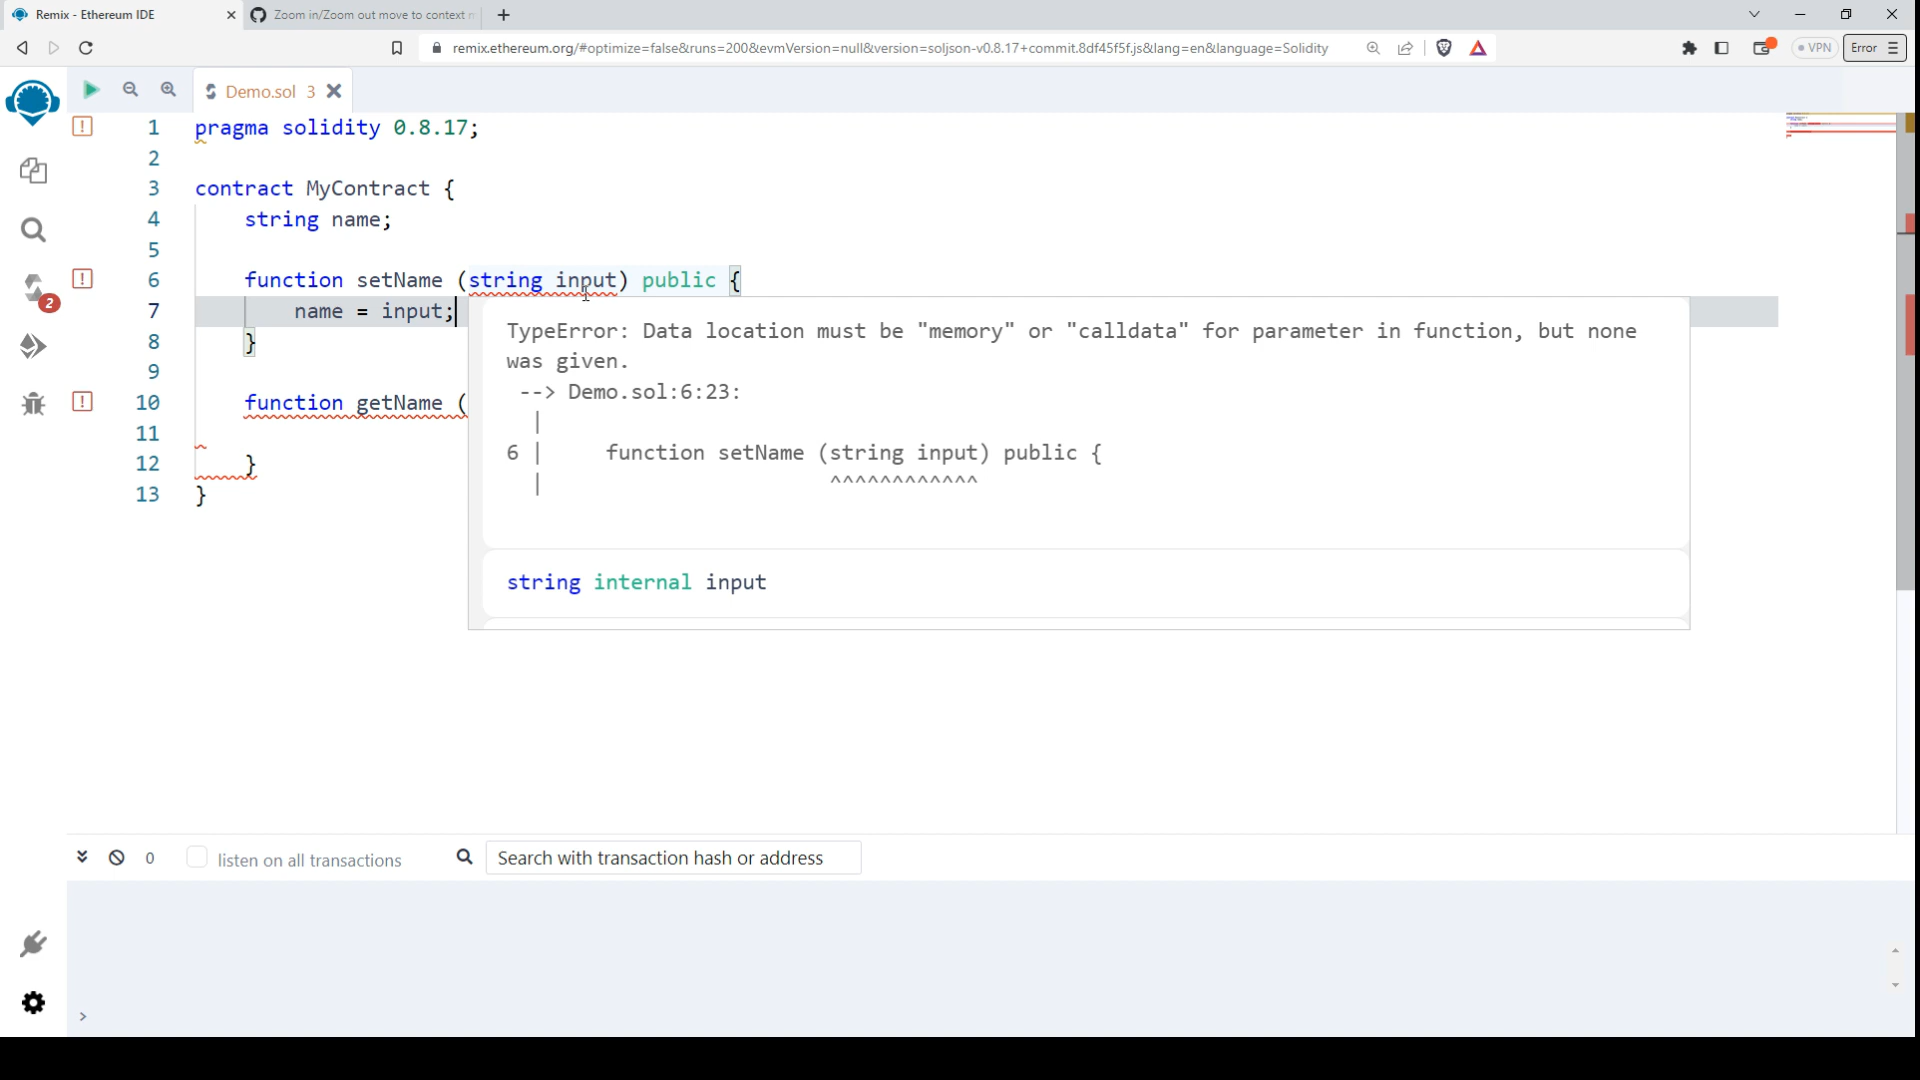 Remix - Ethereum IDE
Zoom in/Zoom out move to context
remix.ethereum.org/#optimize=false&runs=200&evmVersion=null&version=soljson-v0.8.17+commit.8df45f5f.js&lang=en&language=Solidity
VPN
Error
Demo.sol 3
1 pragma solidity 0.8.17;
2
3 contract MyContract {
4 string name;
5
6 function setName (string input) public {
7 name = input;
8 }
9
10 function getName (
11
12 }
13 }
2
TypeError: Data location must be "memory" or "calldata" for parameter in function, but none
was given.
--> Demo.sol:6:23:
|
6 | function setName (string input) public {
| ^^^^^^^^^^^^
string internal input
0
listen on all transactions
Search with transaction hash or address
>